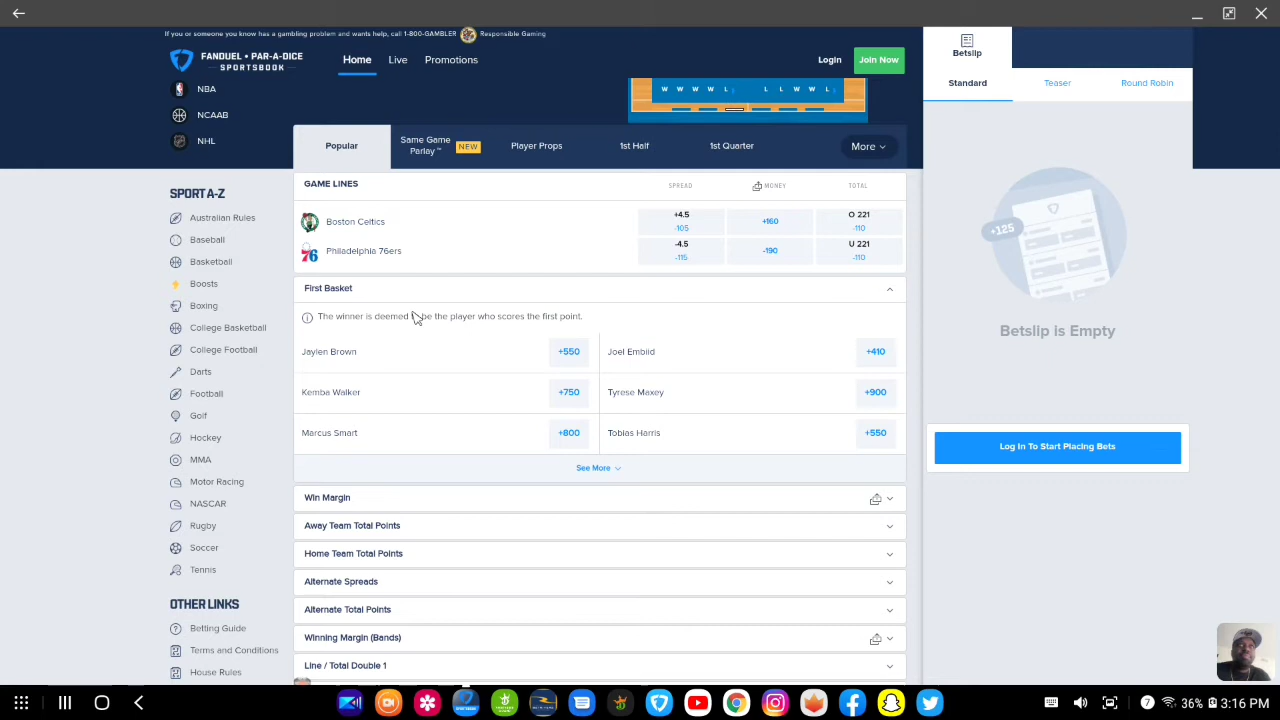 If you or someone you know has a gambling problem and wants help, call 1-800-GAMBLER Responsible Gaming
FANDUEL • PAR-A-DICE
SPORTSBOOK
Home Live Promotions Login Join Now
Betslip
Standard Teaser Round Robin
NBA
NCAAB
NHL
W W W W L L L W W L
Popular
Same Game
Parlay™ NEW
Player Props
1st Half
1st Quarter
More
SPORT A-Z
Australian Rules
Baseball
Basketball
Boosts
Boxing
College Basketball
College Football
Darts
Football
Golf
Hockey
MMA
Motor Racing
NASCAR
Rugby
Soccer
Tennis
OTHER LINKS
Betting Guide
Terms and Conditions
House Rules
GAME LINES SPREAD MONEY TOTAL
Boston Celtics +4.5 -105 +160 O 221 -110
76 Philadelphia 76ers -4.5 -115 -190 U 221 -110
First Basket
The winner is deemed be the player who scores the first point.
Jaylen Brown +550 Joel Embiid +410
Kemba Walker +750 Tyrese Maxey +900
Marcus Smart +800 Tobias Harris +550
See More
Win Margin
Away Team Total Points
Home Team Total Points
Alternate Spreads
Alternate Total Points
Winning Margin (Bands)
Line / Total Double 1
+125
Betslip is Empty
Log In To Start Placing Bets
7 36% 3:16 PM